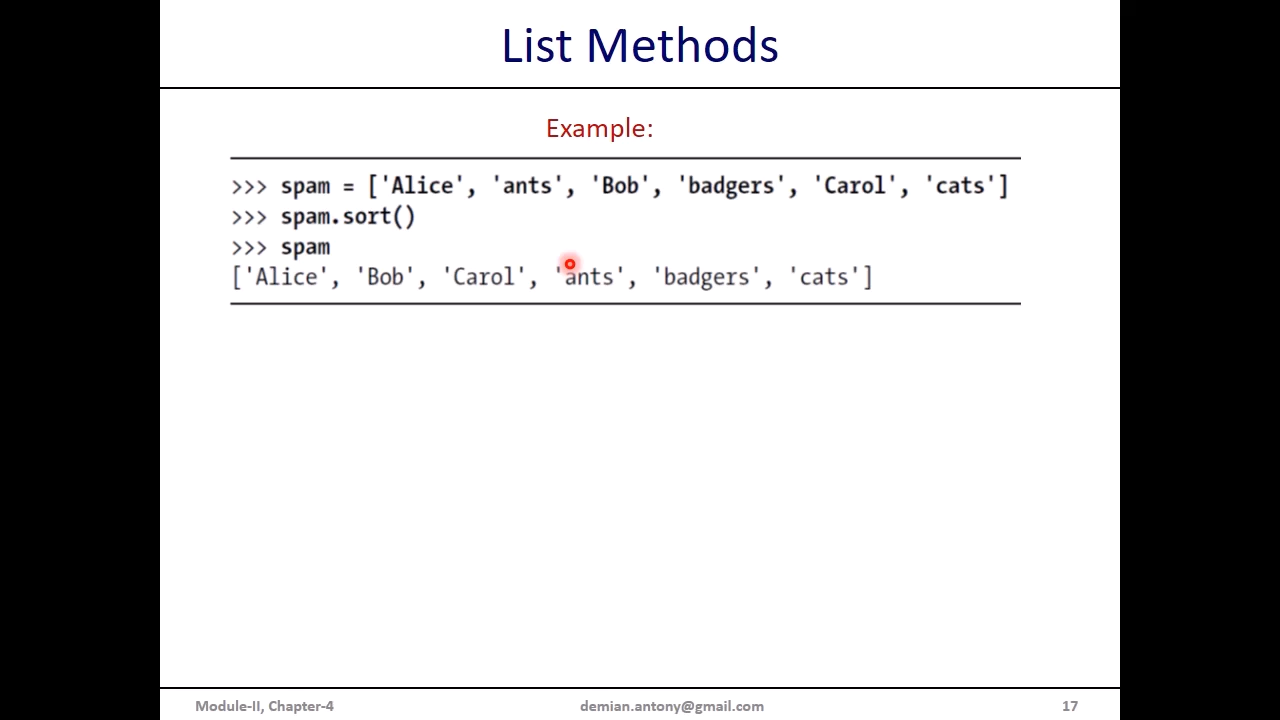 List Methods
Example:
>>> spam = ['Alice', 'ants', 'Bob', 'badgers', 'Carol', 'cats']
>>> spam.sort()
>>> spam
['Alice', 'Bob', 'Carol', 'ants', 'badgers', 'cats']
Module-II, Chapter-4
demian.antony@gmail.com
17